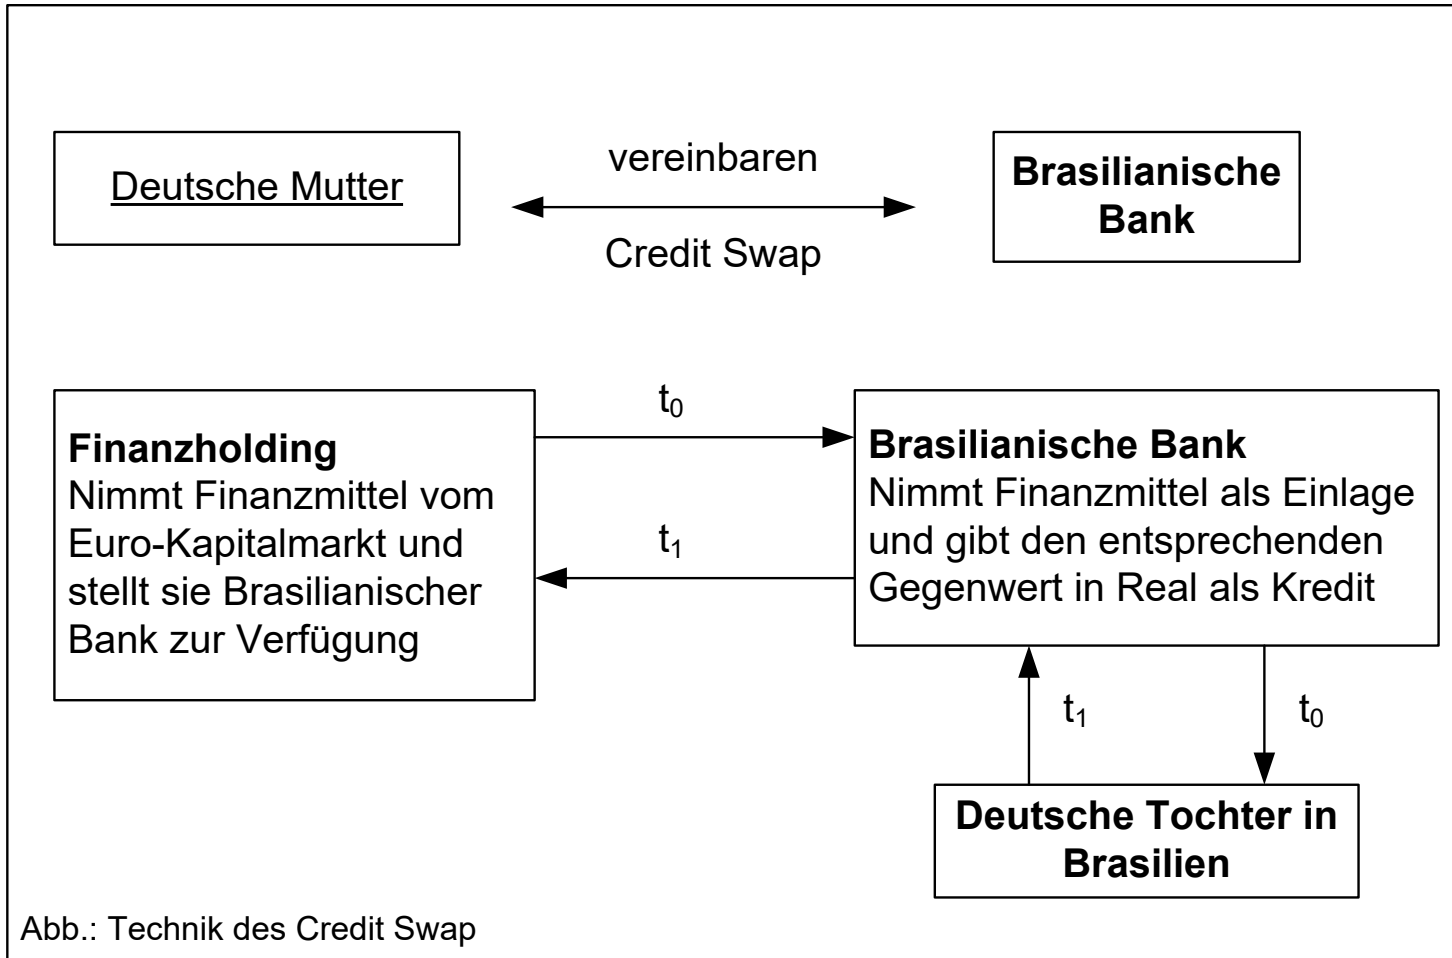 Deutsche Mutter
vereinbaren
Credit Swap
Brasilianische
Bank
t₀
t₁
Finanzholding
Nimmt Finanzmittel vom
Euro-Kapitalmarkt und
stellt sie Brasilianischer
Bank zur Verfügung
Brasilianische Bank
Nimmt Finanzmittel als Einlage
und gibt den entsprechenden
Gegenwert in Real als Kredit
t₁
t₀
Deutsche Tochter in
Brasilien
Abb.: Technik des Credit Swap